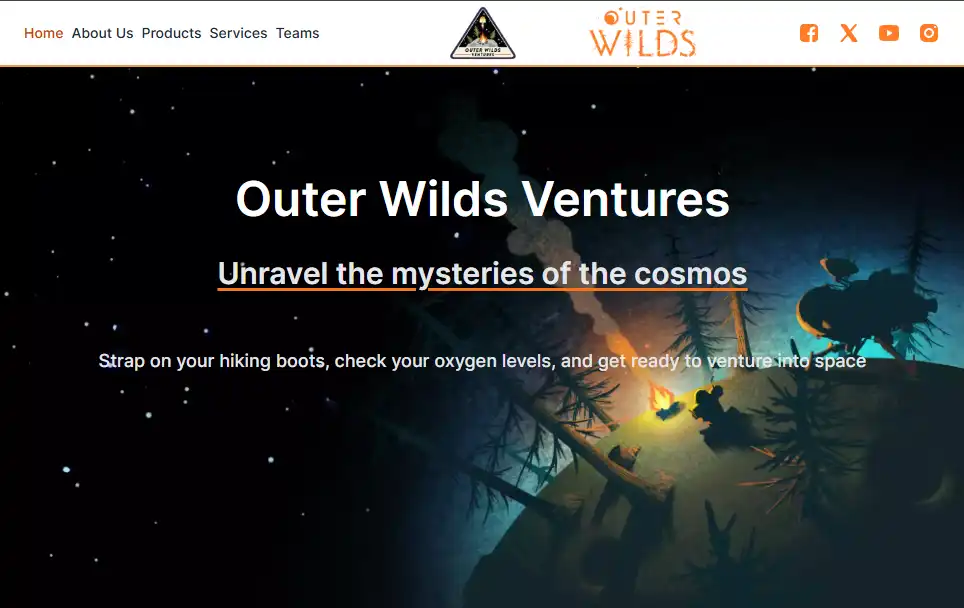 Home About Us Products Services Teams
OUTER WILDS
VENTURES
OUTER
WILDS
Outer Wilds Ventures
Unravel the mysteries of the cosmos
Strap on your hiking boots, check your oxygen levels, and get ready to venture into space